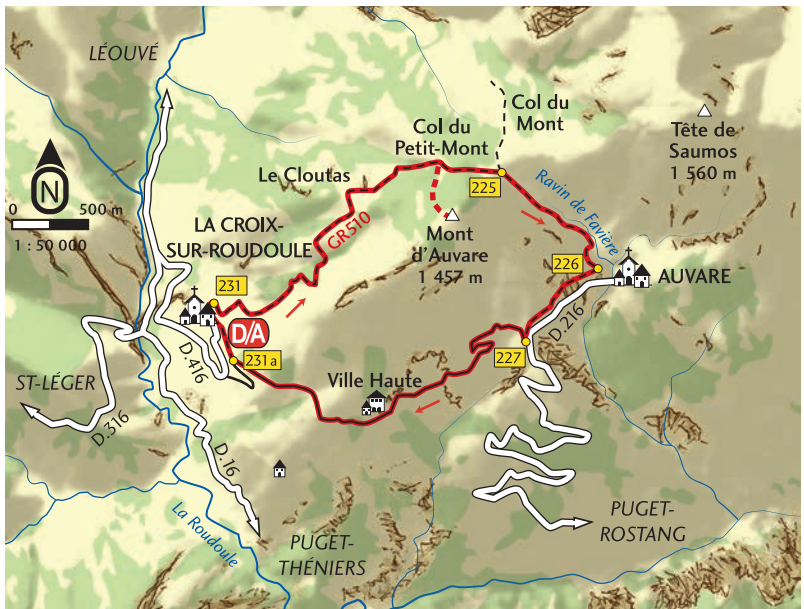 LÉOUVÉ
N
0 500 m
1 : 50 000
Col du
Petit-Mont
Col du
Mont
Tête de
Saumos
1 560 m
Le Cloutas
225
Ravin de Favière
LA CROIX-
SUR-ROUDOULE
GR510
Mont
d'Auvare
1 457 m
226
AUVARE
231
D/A
D.416
231 a
D.216
227
Ville Haute
ST-LÉGER
D.316
D.16
La Roudoule
PUGET-
THÉNIERS
PUGET-
ROSTANG